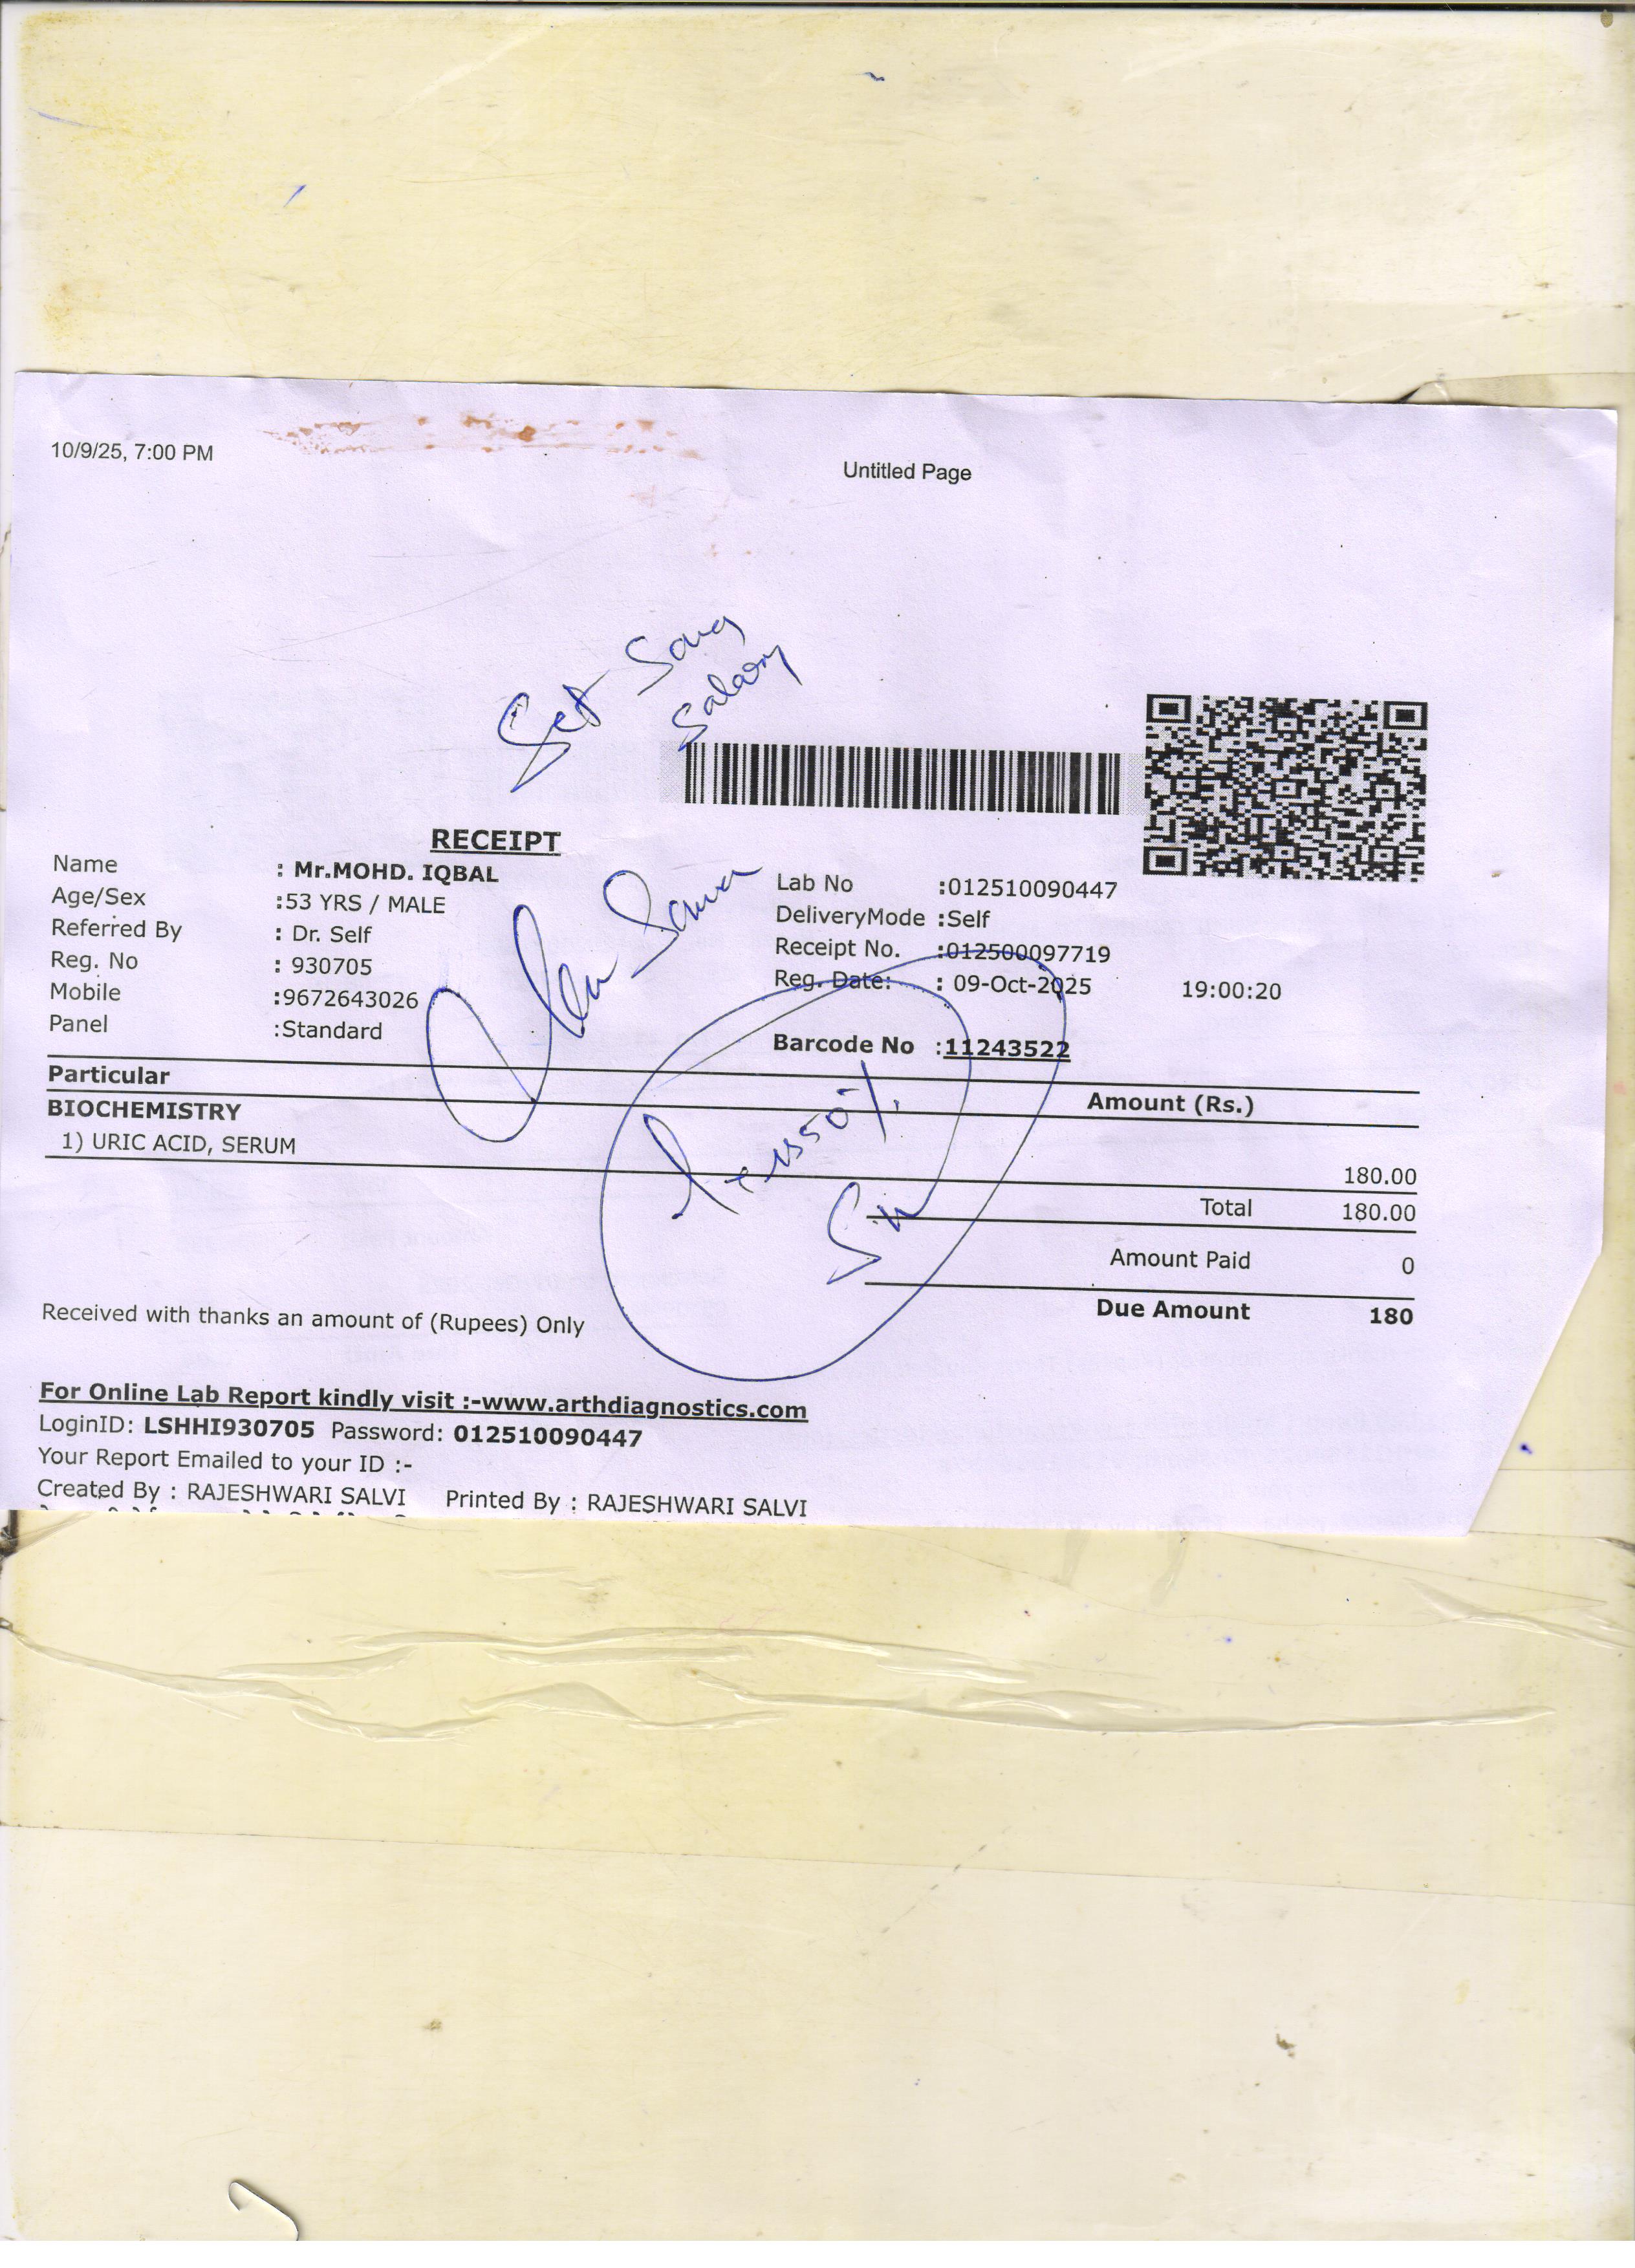 10/9/25, 7:00 PM
Untitled Page
Salary
RECEIPT
Name : Mr.MOHD. IQBAL
Age/Sex :53 YRS / MALE
Referred By : Dr. Self
Reg. No : 930705
Mobile :9672643026
Panel :Standard
Lab No :012510090447
DeliveryMode :Self
Receipt No. :012500097719
Reg. Date: : 09-Oct-2025 19:00:20
Barcode No :11243522
Particular Amount (Rs.)
BIOCHEMISTRY
1) URIC ACID, SERUM 180.00
Total 180.00
Amount Paid 0
Due Amount 180
Received with thanks an amount of (Rupees) Only
For Online Lab Report kindly visit :-www.arthdiagnostics.com
LoginID: LSHHI930705 Password: 012510090447
Your Report Emailed to your ID :-
Created By : RAJESHWARI SALVI Printed By : RAJESHWARI SALVI